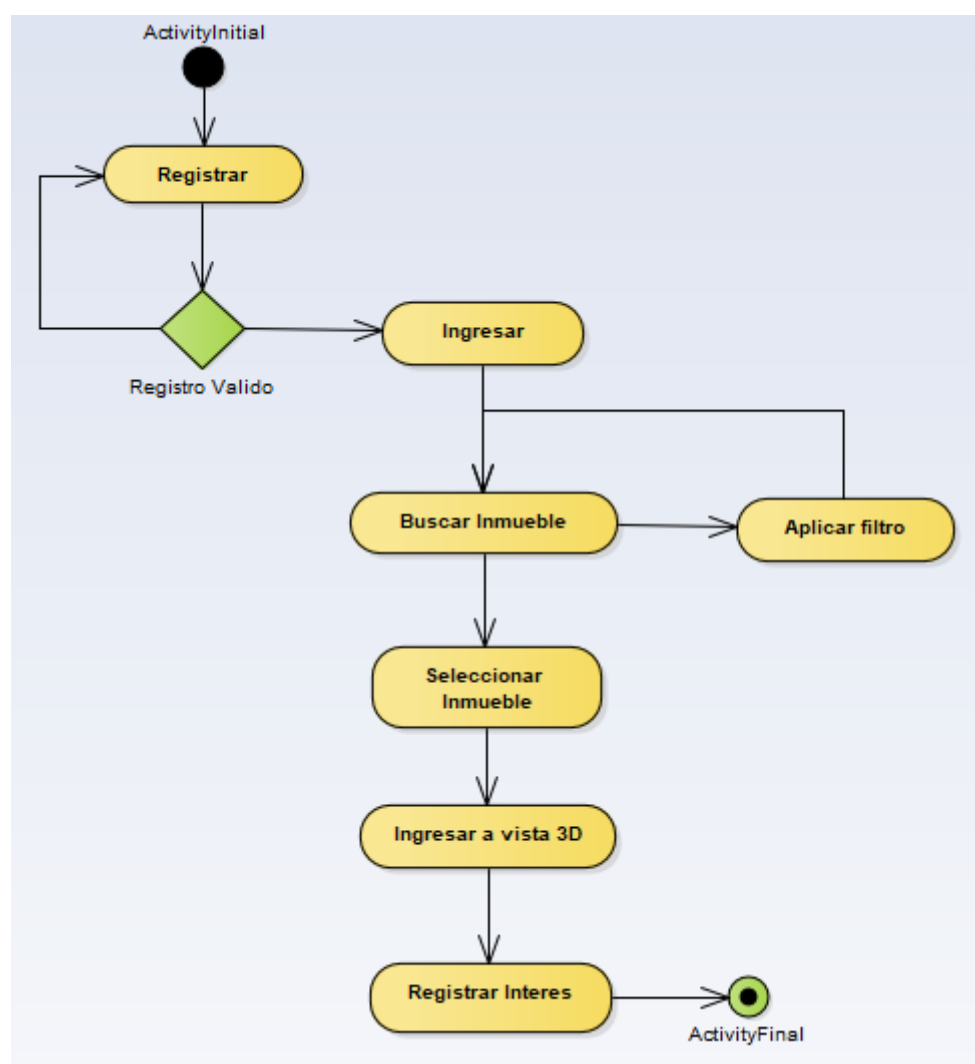 ActivityInitial
Registrar
Ingresar
Registro Valido
Buscar Inmueble
Aplicar filtro
Seleccionar
Inmueble
Ingresar a vista 3D
Registrar Interes
ActivityFinal